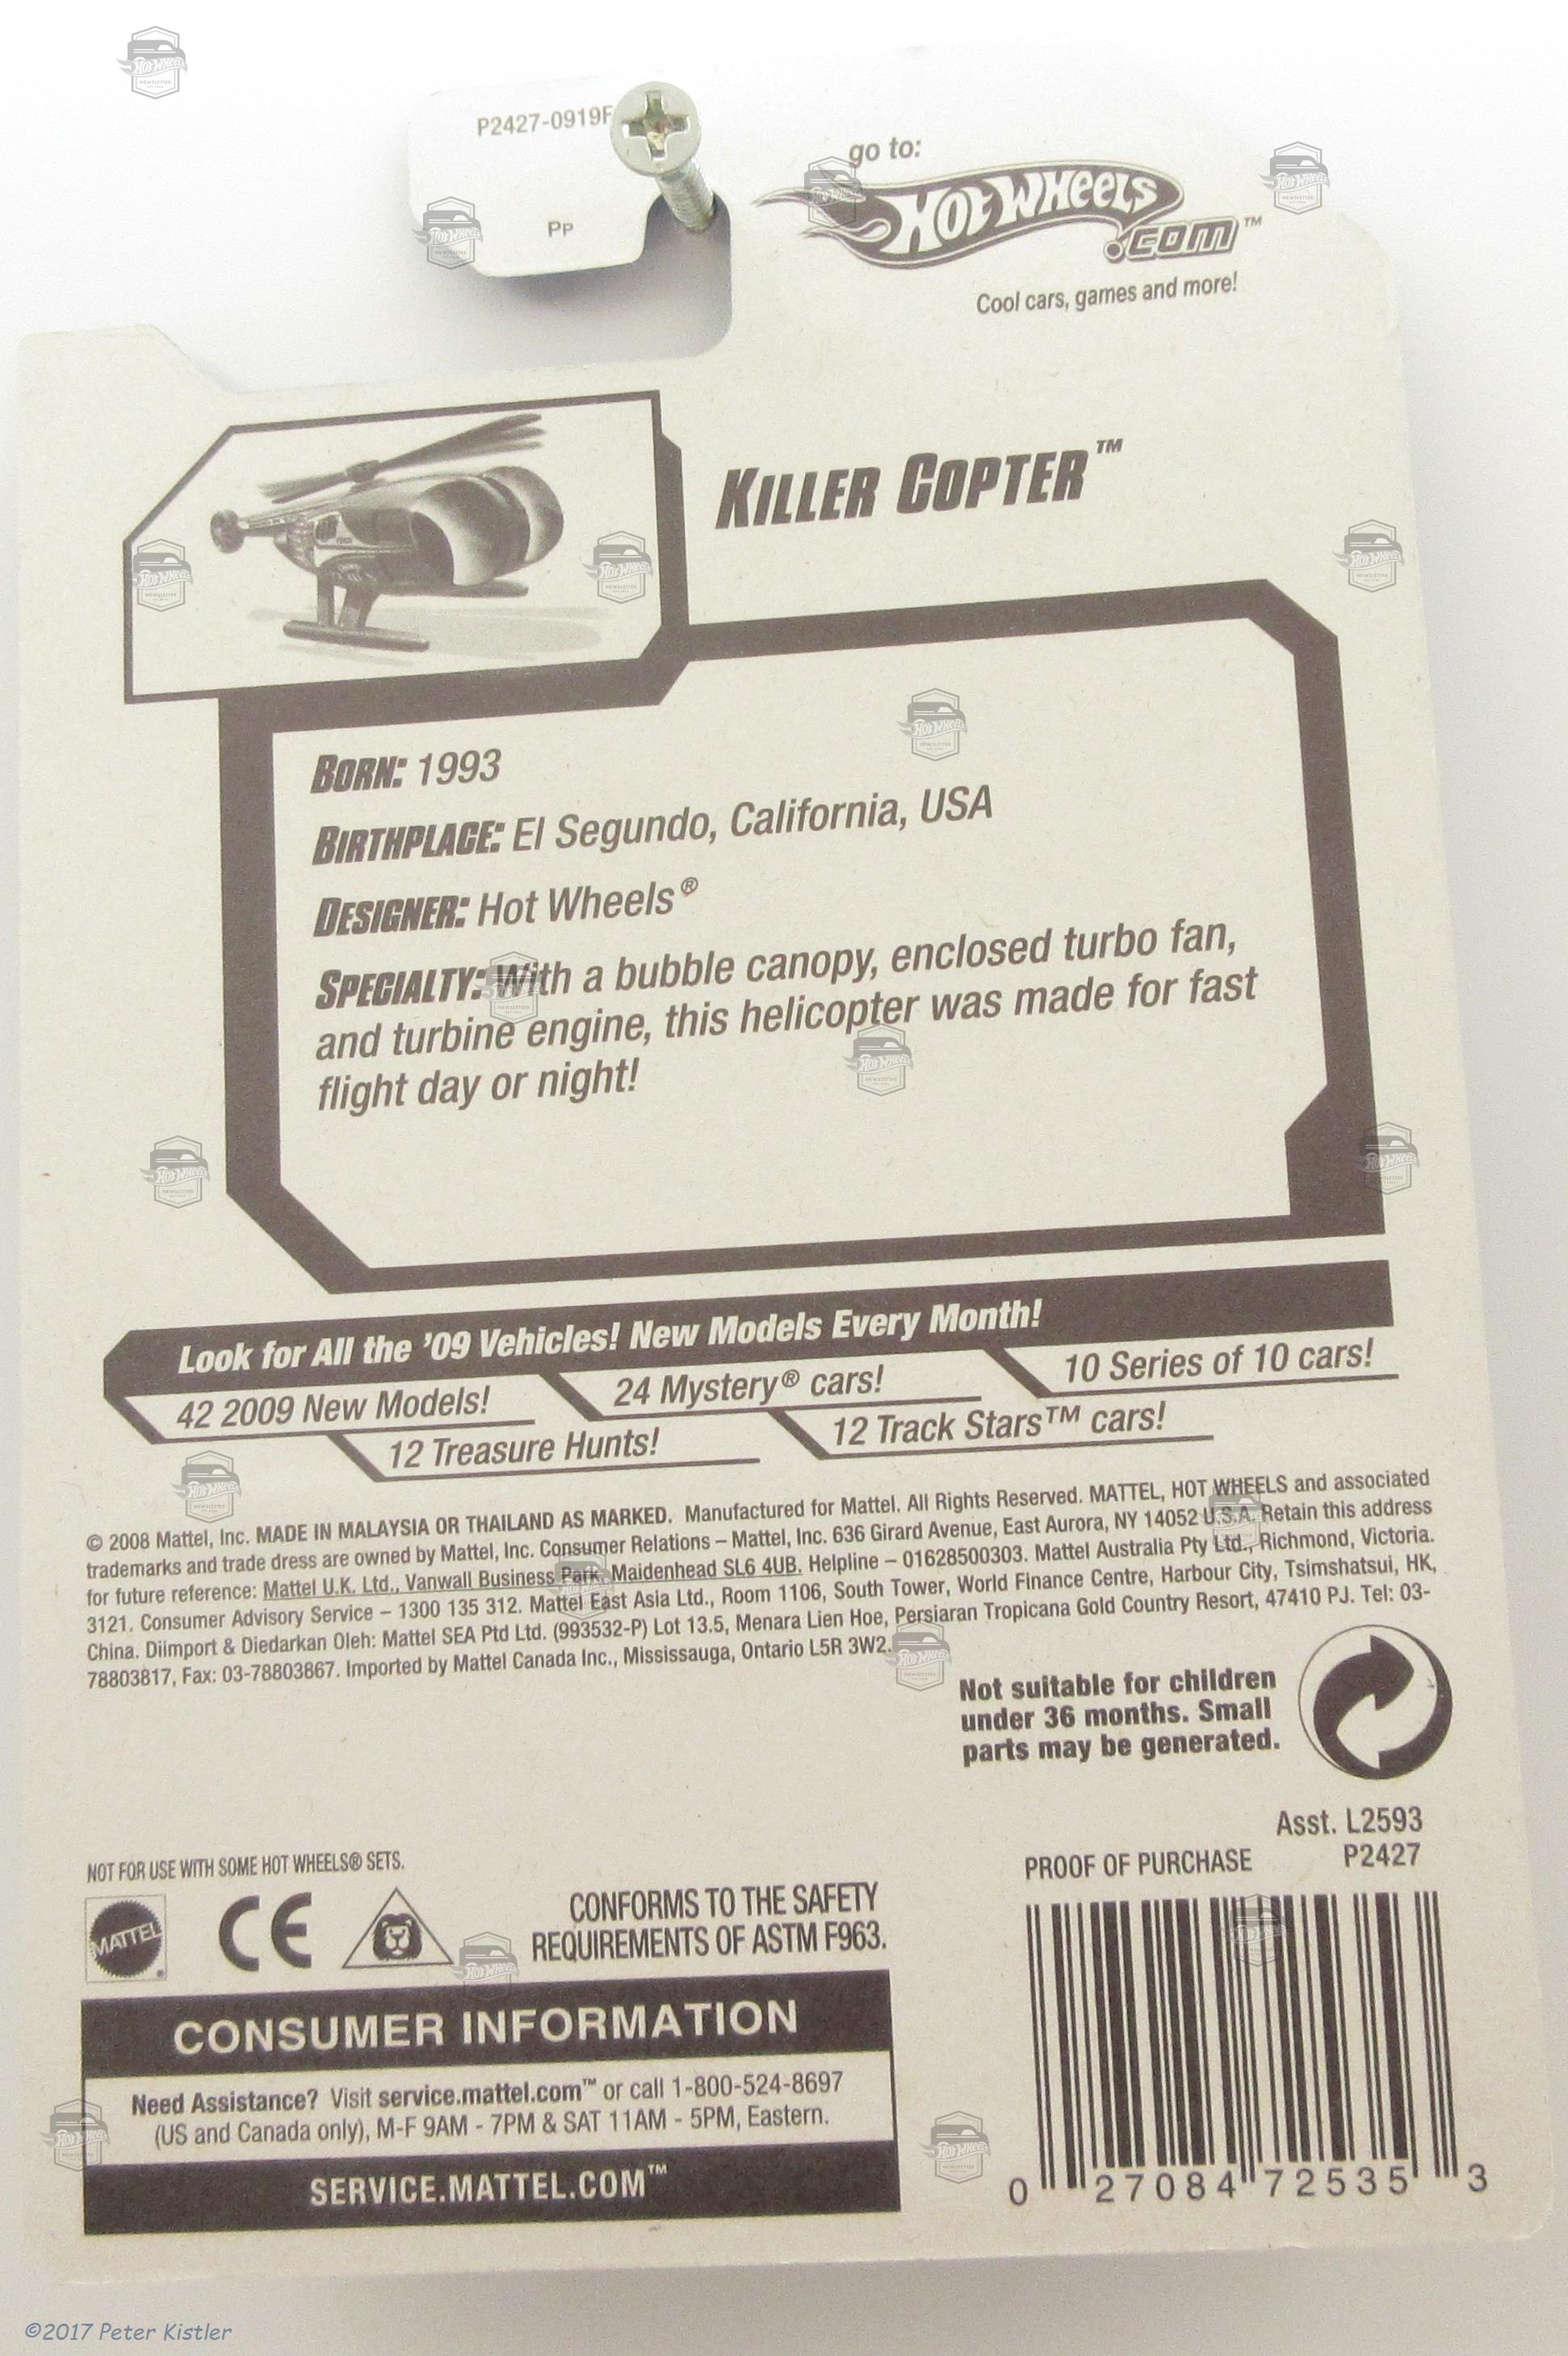 P2427-0919F
Pp
go to:
Hot Wheels
.com™
Cool cars, games and more!
KILLER COPTER™
BORN: 1993
BIRTHPLACE: El Segundo, California, USA
DESIGNER: Hot Wheels®
SPECIALTY: With a bubble canopy, enclosed turbo fan,
and turbine engine, this helicopter was made for fast
flight day or night!
Look for All the '09 Vehicles! New Models Every Month!
42 2009 New Models!
24 Mystery® cars!
10 Series of 10 cars!
12 Treasure Hunts!
12 Track Stars™ cars!
© 2008 Mattel, Inc. MADE IN MALAYSIA OR THAILAND AS MARKED. Manufactured for Mattel. All Rights Reserved. MATTEL, HOT WHEELS and associated
trademarks and trade dress are owned by Mattel, Inc. Consumer Relations – Mattel, Inc. 636 Girard Avenue, East Aurora, NY 14052 U.S.A. Retain this address
for future reference: Mattel U.K. Ltd., Vanwall Business Park, Maidenhead SL6 4UB. Helpline – 01628500303. Mattel Australia Pty Ltd., Richmond, Victoria.
3121. Consumer Advisory Service – 1300 135 312. Mattel East Asia Ltd., Room 1106, South Tower, World Finance Centre, Harbour City, Tsimshatsui, HK,
China. Diimport & Diedarkan Oleh: Mattel SEA Ptd Ltd. (993532-P) Lot 13.5, Menara Lien Hoe, Persiaran Tropicana Gold Country Resort, 47410 PJ. Tel: 03-
78803817, Fax: 03-78803867. Imported by Mattel Canada Inc., Mississauga, Ontario L5R 3W2.
Not suitable for children
under 36 months. Small
parts may be generated.
Asst. L2593
PROOF OF PURCHASE P2427
NOT FOR USE WITH SOME HOT WHEELS® SETS.
MATTEL
CE
CONFORMS TO THE SAFETY
REQUIREMENTS OF ASTM F963.
CONSUMER INFORMATION
Need Assistance? Visit service.mattel.com™ or call 1-800-524-8697
(US and Canada only), M-F 9AM - 7PM & SAT 11AM - 5PM, Eastern.
SERVICE.MATTEL.COM™
0 27084 72535 3
©2017 Peter Kistler